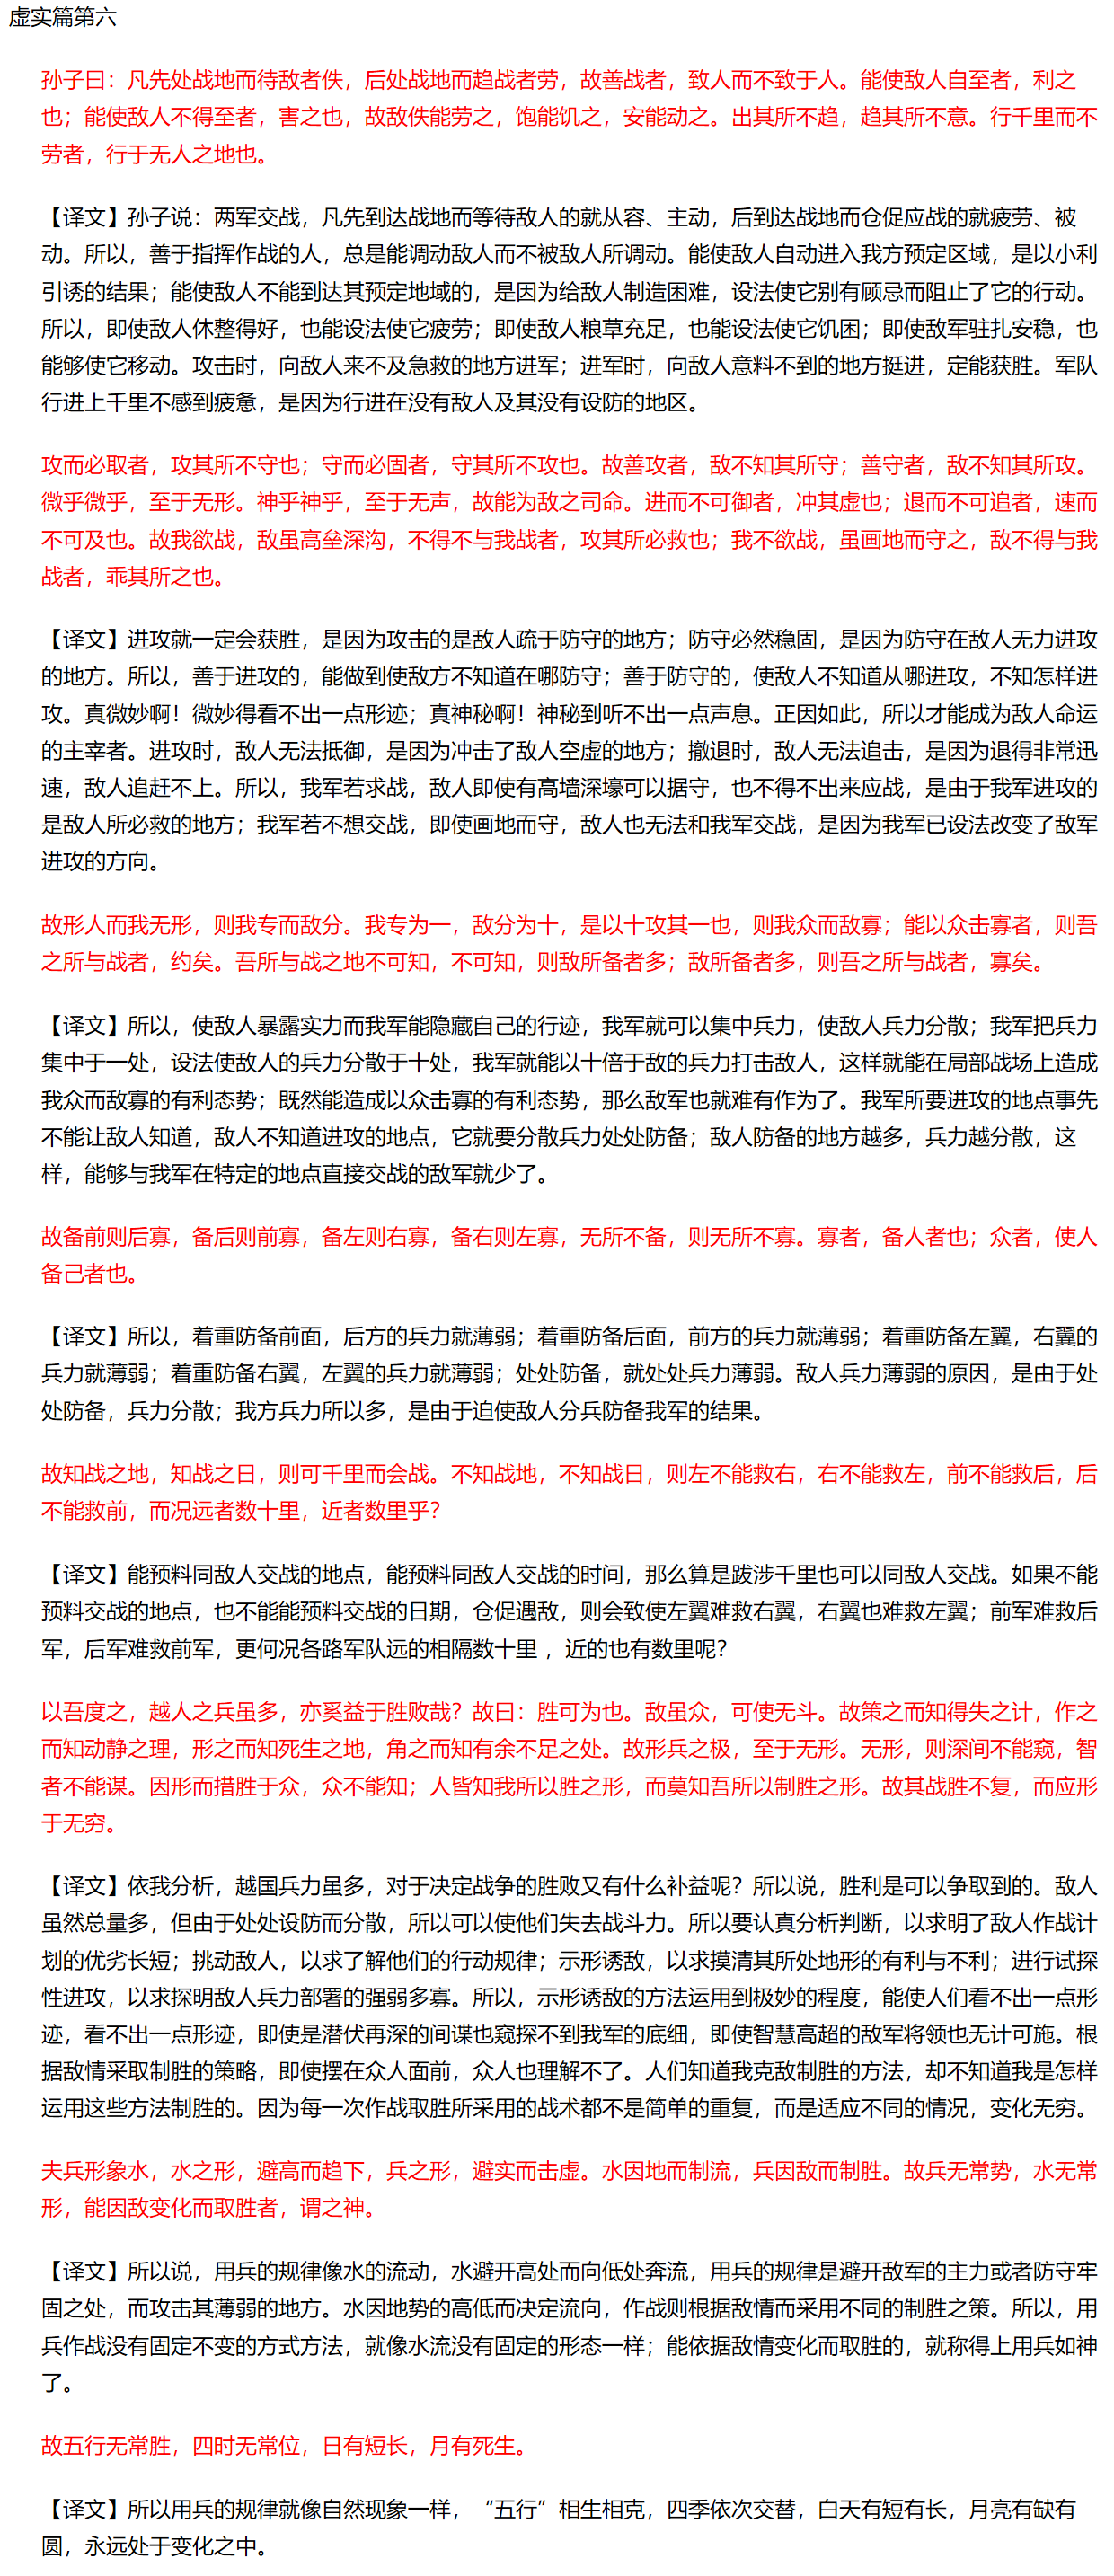 虚实篇第六
孙子曰：凡先处战地而待敌者佚，后处战地而趋战者劳，故善战者，致人而不致于人。能使敌人自至者，利之
也；能使敌人不得至者，害之也，故敌佚能劳之，饱能饥之，安能动之。出其所不趋，趋其所不意。行千里而不
劳者，行于无人之地也。
【译文】孙子说：两军交战，凡先到达战地而等待敌人的就从容、主动，后到达战地而仓促应战的就疲劳、被
动。所以，善于指挥作战的人，总是能调动敌人而不被敌人所调动。能使敌人自动进入我方预定区域，是以小利
引诱的结果；能使敌人不能到达其预定地域的，是因为给敌人制造困难，设法使它别有顾忌而阻止了它的行动。
所以，即使敌人休整得好，也能设法使它疲劳；即使敌人粮草充足，也能设法使它饥困；即使敌军驻扎安稳，也
能够使它移动。攻击时，向敌人来不及急救的地方进军；进军时，向敌人意料不到的地方挺进，定能获胜。军队
行进上千里不感到疲惫，是因为行进在没有敌人及其没有设防的地区。
攻而必取者，攻其所不守也；守而必固者，守其所不攻也。故善攻者，敌不知其所守；善守者，敌不知其所攻。
微乎微乎，至于无形。神乎神乎，至于无声，故能为敌之司命。进而不可御者，冲其虚也；退而不可追者，速而
不可及也。故我欲战，敌虽高垒深沟，不得不与我战者，攻其所必救也；我不欲战，虽画地而守之，敌不得与我
战者，乖其所之也。
【译文】进攻就一定会获胜，是因为攻击的是敌人疏于防守的地方；防守必然稳固，是因为防守在敌人无力进攻
的地方。所以，善于进攻的，能做到使敌方不知道在哪防守；善于防守的，使敌人不知道从哪进攻，不知怎样进
攻。真微妙啊！微妙得看不出一点形迹；真神秘啊！神秘到听不出一点声息。正因如此，所以才能成为敌人命运
的主宰者。进攻时，敌人无法抵御，是因为冲击了敌人空虚的地方；撤退时，敌人无法追击，是因为退得非常迅
速，敌人追赶不上。所以，我军若求战，敌人即使有高墙深壕可以据守，也不得不出来应战，是由于我军进攻的
是敌人所必救的地方；我军若不想交战，即使画地而守，敌人也无法和我军交战，是因为我军已设法改变了敌军
进攻的方向。
故形人而我无形，则我专而敌分。我专为一，敌分为十，是以十攻其一也，则我众而敌寡；能以众击寡者，则吾
之所与战者，约矣。吾所与战之地不可知，不可知，则敌所备者多；敌所备者多，则吾之所与战者，寡矣。
【译文】所以，使敌人暴露实力而我军能隐藏自己的行迹，我军就可以集中兵力，使敌人兵力分散；我军把兵力
集中于一处，设法使敌人的兵力分散于十处，我军就能以十倍于敌的兵力打击敌人，这样就能在局部战场上造成
我众而敌寡的有利态势；既然能造成以众击寡的有利态势，那么敌军也就难有作为了。我军所要进攻的地点事先
不能让敌人知道，敌人不知道进攻的地点，它就要分散兵力处处防备；敌人防备的地方越多，兵力越分散，这
样，能够与我军在特定的地点直接交战的敌军就少了。
故备前则后寡，备后则前寡，备左则右寡，备右则左寡，无所不备，则无所不寡。寡者，备人者也；众者，使人
备己者也。
【译文】所以，着重防备前面，后方的兵力就薄弱；着重防备后面，前方的兵力就薄弱；着重防备左翼，右翼的
兵力就薄弱；着重防备右翼，左翼的兵力就薄弱；处处防备，就处处兵力薄弱。敌人兵力薄弱的原因，是由于处
处防备，兵力分散；我方兵力所以多，是由于迫使敌人分兵防备我军的结果。
故知战之地，知战之日，则可千里而会战。不知战地，不知战日，则左不能救右，右不能救左，前不能救后，后
不能救前，而况远者数十里，近者数里乎？
【译文】能预料同敌人交战的地点，能预料同敌人交战的时间，那么算是跋涉千里也可以同敌人交战。如果不能
预料交战的地点，也不能能预料交战的日期，仓促遇敌，则会致使左翼难救右翼，右翼也难救左翼；前军难救后
军，后军难救前军，更何况各路军队远的相隔数十里 ，近的也有数里呢？
以吾度之，越人之兵虽多，亦奚益于胜败哉？故曰：胜可为也。敌虽众，可使无斗。故策之而知得失之计，作之
而知动静之理，形之而知死生之地，角之而知有余不足之处。故形兵之极，至于无形。无形，则深间不能窥，智
者不能谋。因形而措胜于众，众不能知；人皆知我所以胜之形，而莫知吾所以制胜之形。故其战胜不复，而应形
于无穷。
【译文】依我分析，越国兵力虽多，对于决定战争的胜败又有什么补益呢？所以说，胜利是可以争取到的。敌人
虽然总量多，但由于处处设防而分散，所以可以使他们失去战斗力。所以要认真分析判断，以求明了敌人作战计
划的优劣长短；挑动敌人，以求了解他们的行动规律；示形诱敌，以求摸清其所处地形的有利与不利；进行试探
性进攻，以求探明敌人兵力部署的强弱多寡。所以，示形诱敌的方法运用到极妙的程度，能使人们看不出一点形
迹，看不出一点形迹，即使是潜伏再深的间谍也窥探不到我军的底细，即使智慧高超的敌军将领也无计可施。根
据敌情采取制胜的策略，即使摆在众人面前，众人也理解不了。人们知道我克敌制胜的方法，却不知道我是怎样
运用这些方法制胜的。因为每一次作战取胜所采用的战术都不是简单的重复，而是适应不同的情况，变化无穷。
夫兵形象水，水之形，避高而趋下，兵之形，避实而击虚。水因地而制流，兵因敌而制胜。故兵无常势，水无常
形，能因敌变化而取胜者，谓之神。
【译文】所以说，用兵的规律像水的流动，水避开高处而向低处奔流，用兵的规律是避开敌军的主力或者防守牢
固之处，而攻击其薄弱的地方。水因地势的高低而决定流向，作战则根据敌情而采用不同的制胜之策。所以，用
兵作战没有固定不变的方式方法，就像水流没有固定的形态一样；能依据敌情变化而取胜的，就称得上用兵如神
了。
故五行无常胜，四时无常位，日有短长，月有死生。
【译文】所以用兵的规律就像自然现象一样，“五行”相生相克，四季依次交替，白天有短有长，月亮有缺有
圆，永远处于变化之中。